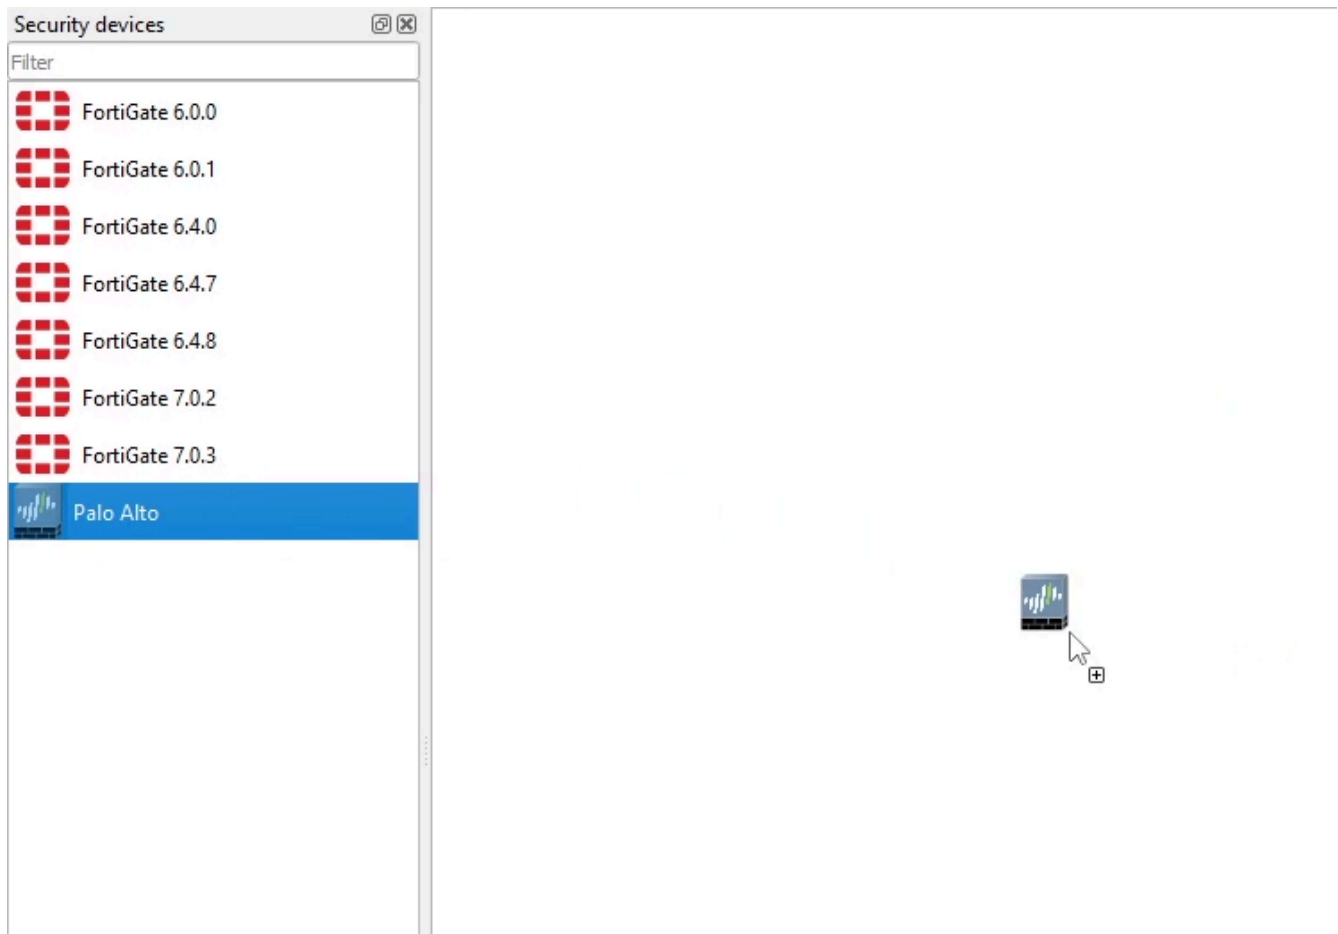 Security devices
Filter
FortiGate 6.0.0
FortiGate 6.0.1
FortiGate 6.4.0
FortiGate 6.4.7
FortiGate 6.4.8
FortiGate 7.0.2
FortiGate 7.0.3
Palo Alto